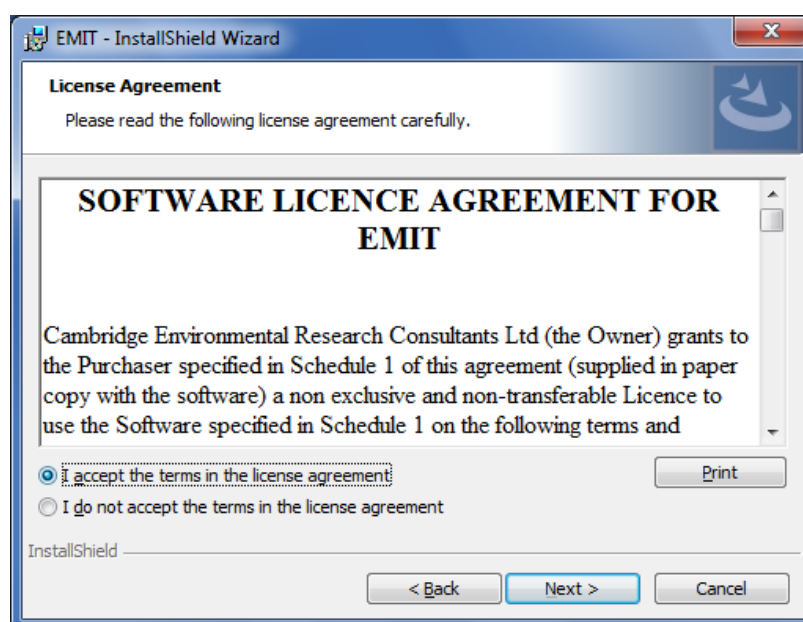 EMIT - InstallShield Wizard
License Agreement
Please read the following license agreement carefully.
SOFTWARE LICENCE AGREEMENT FOR
EMIT
Cambridge Environmental Research Consultants Ltd (the Owner) grants to
the Purchaser specified in Schedule 1 of this agreement (supplied in paper
copy with the software) a non exclusive and non-transferable Licence to
use the Software specified in Schedule 1 on the following terms and
I accept the terms in the license agreement
Print
I do not accept the terms in the license agreement
InstallShield
< Back Next > Cancel